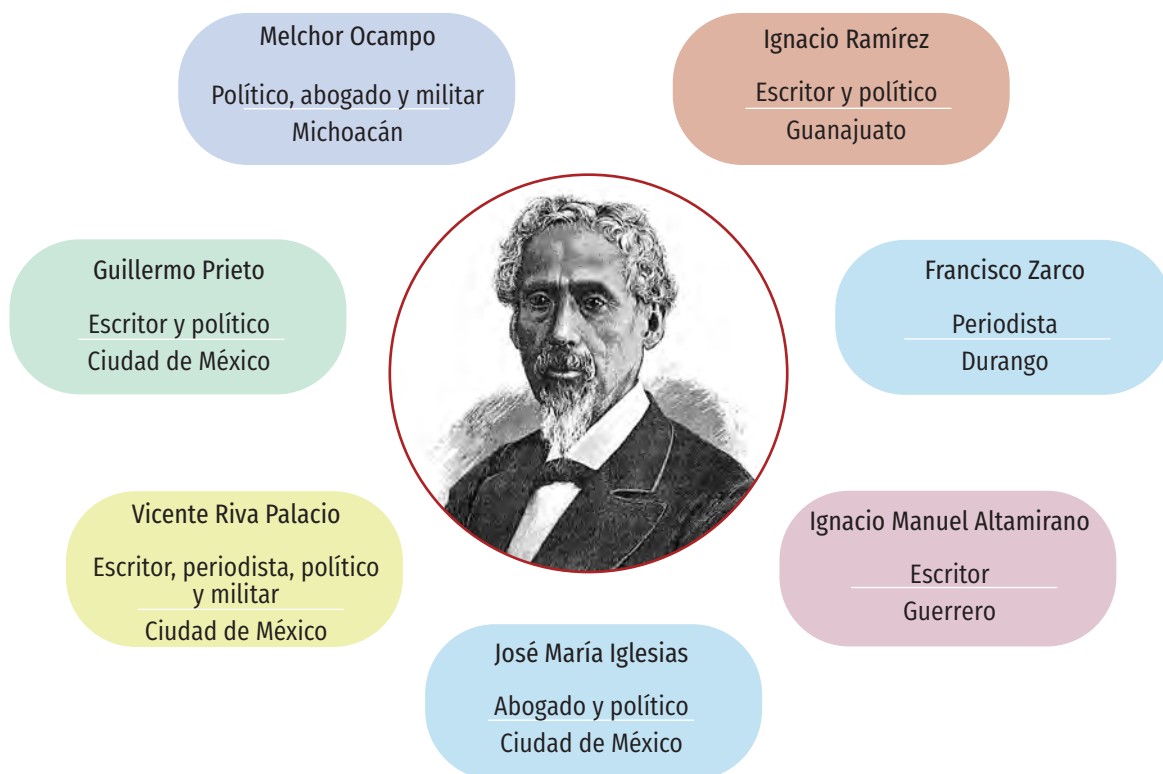 Melchor Ocampo
Político, abogado y militar
Michoacán
Ignacio Ramírez
Escritor y político
Guanajuato
Guillermo Prieto
Escritor y político
Ciudad de México
Francisco Zarco
Periodista
Durango
Vicente Riva Palacio
Escritor, periodista, político
y militar
Ciudad de México
Ignacio Manuel Altamirano
Escritor
Guerrero
José María Iglesias
Abogado y político
Ciudad de México